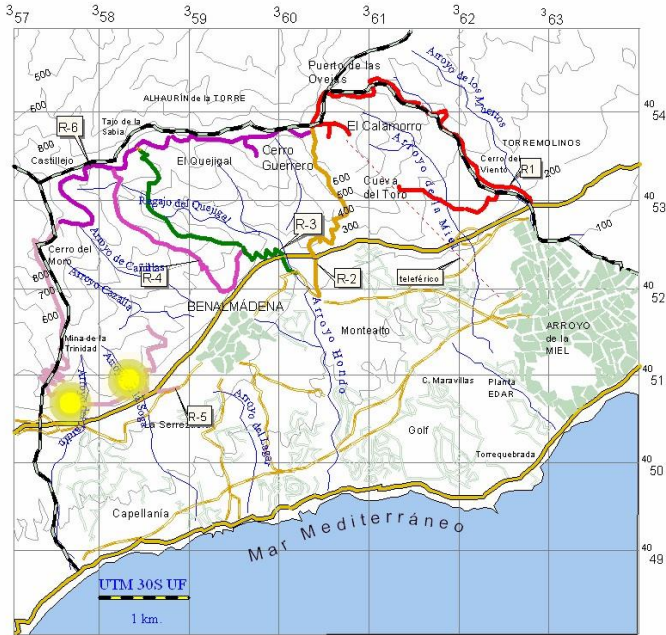 3 57
3 58
3 59
3 60
3 61
3 62
3 63
Puerto de las
Ovejas
Arroyo de los Muertos
ALHAURÍN de la TORRE
40 54
R-6
Tajo de la
Sabia
El Calamorro
Castillejo
El Quejigal
Cerro
Guerrero
TORREMOLINOS
Cerro del
Viento
R1
200
Cueva
del Toro
Arroyo de la Miel
Regajo del Quejigal
500
500
600
800
600
500
400
300
40 53
R-3
100
Cerro del
Moro
Arroyo de Cañillas
R-4
R-2
teleférico
800
700
600
Arroyo Cazalla
40 52
BENALMÁDENA
Arroyo Hondo
Montealto
ARROYO
de la
MIEL
Mina de la
Trinidad
40 51
C. Maravillas
Planta
EDAR
R-5
Arroyo del Lagar
Golf
Torrequebrada
40 50
Capellanía
Mar Mediterráneo
40 49
UTM 30S UF
1 km.